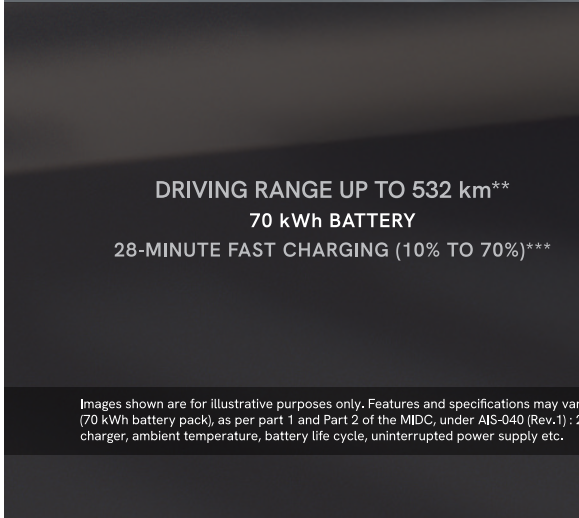 DRIVING RANGE UP TO 532 km**
70 kWh BATTERY
28-MINUTE FAST CHARGING (10% TO 70%)***
Images shown are for illustrative purposes only. Features and specifications may
(70 kWh battery pack), as per part 1 and Part 2 of the MIDC, under AIS-040 (Rev.1) :
charger, ambient temperature, battery life cycle, uninterrupted power supply etc.